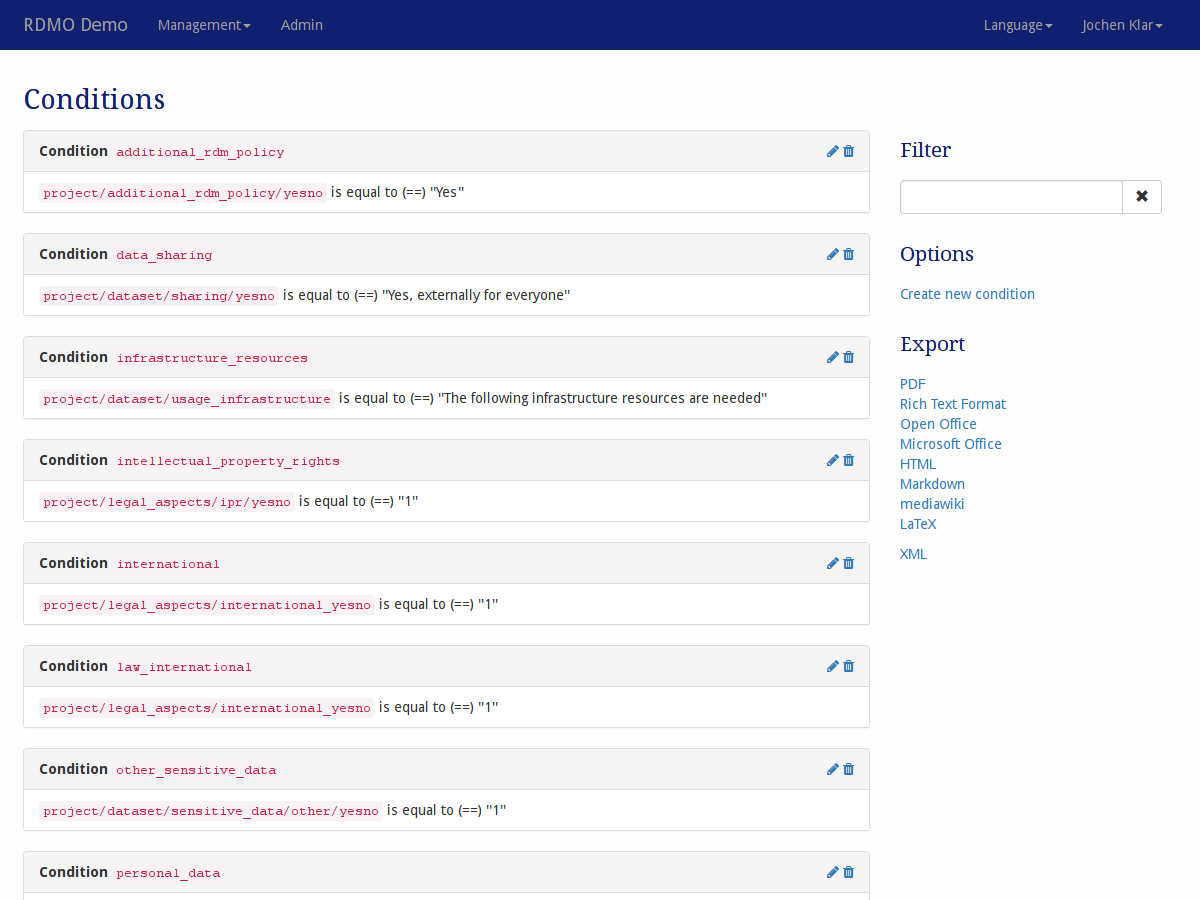 RDMO Demo Management Admin Language Jochen Klar
Conditions
Condition additional_rdm_policy
project/additional_rdm_policy/yesno is equal to (==) "Yes"
Condition data_sharing
project/dataset/sharing/yesno is equal to (==) "Yes, externally for everyone"
Condition infrastructure_resources
project/dataset/usage_infrastructure is equal to (==) "The following infrastructure resources are needed"
Condition intellectual_property_rights
project/legal_aspects/ipr/yesno is equal to (==) "1"
Condition international
project/legal_aspects/international_yesno is equal to (==) "1"
Condition law_international
project/legal_aspects/international_yesno is equal to (==) "1"
Condition other_sensitive_data
project/dataset/sensitive_data/other/yesno is equal to (==) "1"
Condition personal_data
Filter
Options
Create new condition
Export
PDF
Rich Text Format
Open Office
Microsoft Office
HTML
Markdown
mediawiki
LaTeX
XML